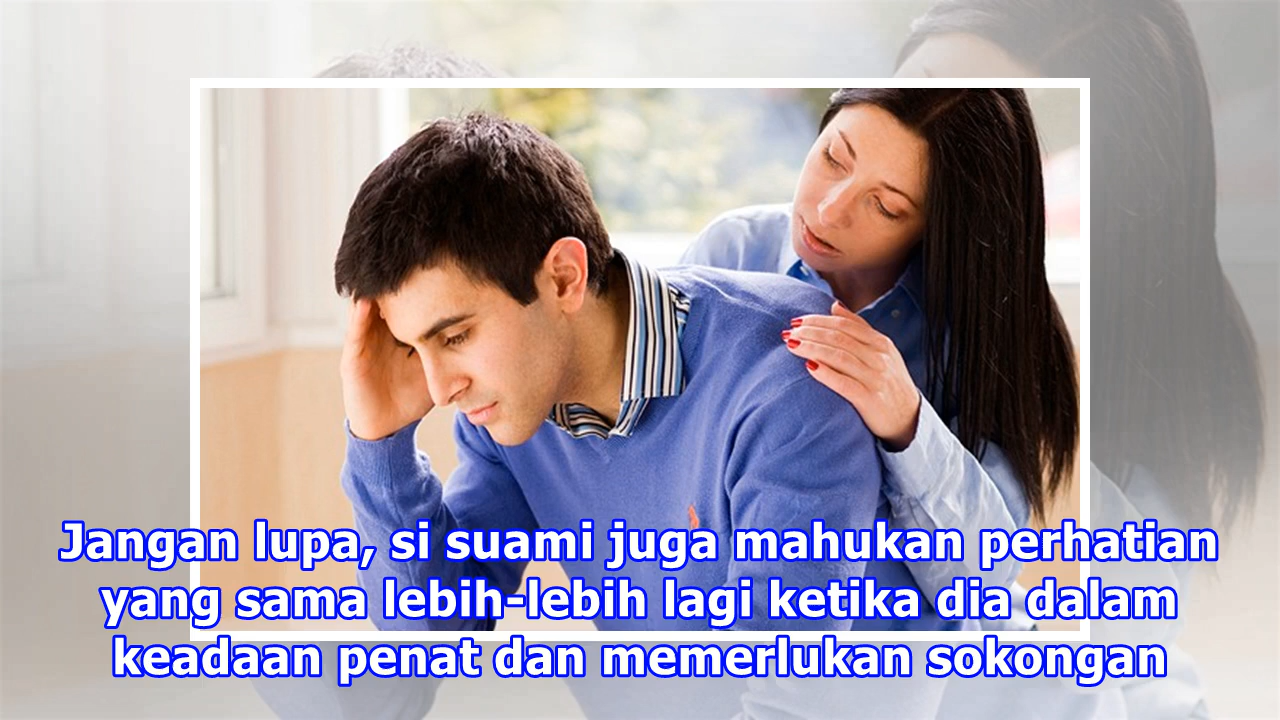 Jangan lupa, si suami juga mahukan perhatian
yang sama lebih-lebih lagi ketika dia dalam
keadaan penat dan memerlukan sokongan